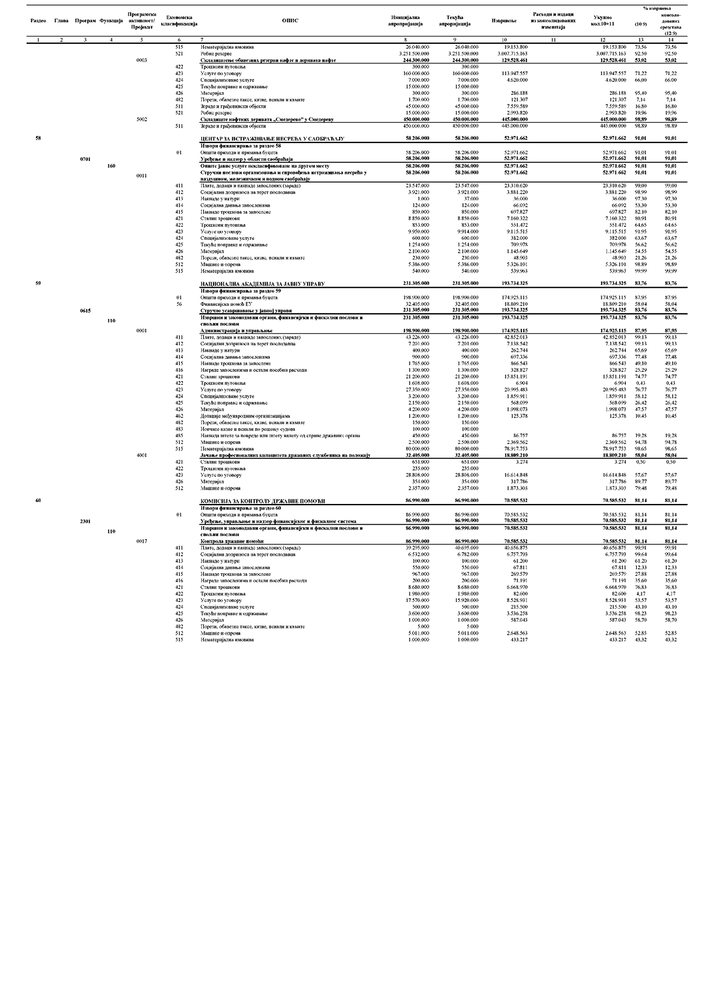 Раздео Глава Програм Функција Програмска активност/ Пројекат Економска класификација ОПИС Иницијална апропријација Текућа апропријација Извршење Расходи и издаци из консолидованих извештаја Укупно кол.10+11 % извршења (10:9) консоли-дованих средстава (12:9)
1 2 3 4 5 6 7 8 9 10 11 12 13 14
515 Нематеријална имовина 26.040.000 26.040.000 19.153.800 19.153.800 73,56 73,56
521 Робне резерве 3.251.500.000 3.251.500.000 3.007.715.163 3.007.715.163 92,50 92,50
0003 Складиштење обавезних резерви нафте и деривата нафте 244.300.000 244.300.000 129.528.461 129.528.461 53,02 53,02
422 Трошкови путовања 300.000 300.000
423 Услуге по уговору 160.000.000 160.000.000 113.947.557 113.947.557 71,22 71,22
424 Специјализоване услуге 7.000.000 7.000.000 4.620.000 4.620.000 66,00 66,00
425 Текуће поправке и одржавање 15.000.000 15.000.000
426 Материјал 300.000 300.000 286.188 286.188 95,40 95,40
482 Порези, обавезне таксе, казне, пенали и камате 1.700.000 1.700.000 121.307 121.307 7,14 7,14
511 Зграде и грађевински објекти 45.000.000 45.000.000 7.559.589 7.559.589 16,80 16,80
521 Робне резерве 15.000.000 15.000.000 2.993.820 2.993.820 19,96 19,96
5002 Складиште нафтних деривата „Смедерево” у Смедереву 450.000.000 450.000.000 445.000.000 445.000.000 98,89 98,89
511 Зграде и грађевински објекти 450.000.000 450.000.000 445.000.000 445.000.000 98,89 98,89
58 ЦЕНТАР ЗА ИСТРАЖИВАЊЕ НЕСРЕЋА У САОБРАЋАЈУ 58.206.000 58.206.000 52.971.662 52.971.662 91,01 91,01
Извори финансирања за раздео 58
01 Општи приходи и примања буџета 58.206.000 58.206.000 52.971.662 52.971.662 91,01 91,01
0701 Уређење и надзор у области саобраћаја 58.206.000 58.206.000 52.971.662 52.971.662 91,01 91,01
160 Опште јавне услуге некласификоване на другом месту 58.206.000 58.206.000 52.971.662 52.971.662 91,01 91,01
0011 Стручни послови организовања и спровођења истраживања несрећа у 58.206.000 58.206.000 52.971.662 52.971.662 91,01 91,01
ваздушном, железничком и водном саобраћају
411 Плате, додаци и накнаде запослених (зараде) 23.547.000 23.547.000 23.310.620 23.310.620 99,00 99,00
412 Социјални доприноси на терет послодавца 3.921.000 3.921.000 3.881.220 3.881.220 98,99 98,99
413 Накнаде у натури 1.000 37.000 36.000 36.000 97,30 97,30
414 Социјална давања запосленима 124.000 124.000 66.092 66.092 53,30 53,30
415 Накнаде трошкова за запослене 850.000 850.000 697.827 697.827 82,10 82,10
421 Стални трошкови 8.850.000 8.850.000 7.160.322 7.160.322 80,91 80,91
422 Трошкови путовања 853.000 853.000 551.472 551.472 64,65 64,65
423 Услуге по уговору 9.950.000 9.914.000 9.115.515 9.115.515 91,95 91,95
424 Специјализоване услуге 600.000 600.000 382.000 382.000 63,67 63,67
425 Текуће поправке и одржавање 1.254.000 1.254.000 709.978 709.978 56,62 56,62
426 Материјал 2.100.000 2.100.000 1.145.649 1.145.649 54,55 54,55
482 Порези, обавезне таксе, казне, пенали и камате 230.000 230.000 48.903 48.903 21,26 21,26
512 Машине и опрема 5.386.000 5.386.000 5.326.101 5.326.101 98,89 98,89
515 Нематеријална имовина 540.000 540.000 539.963 539.963 99,99 99,99
59 НАЦИОНАЛНА АКАДЕМИЈА ЗА ЈАВНУ УПРАВУ 231.305.000 231.305.000 193.734.325 193.734.325 83,76 83,76
Извори финансирања за раздео 59
01 Општи приходи и примања буџета 198.900.000 198.900.000 174.925.115 174.925.115 87,95 87,95
56 Финансијска помоћ ЕУ 32.405.000 32.405.000 18.809.210 18.809.210 58,04 58,04
0615 Стручно усавршавање у јавној управи 231.305.000 231.305.000 193.734.325 193.734.325 83,76 83,76
110 Извршни и законодавни органи, финансијски и фискални послови и 231.305.000 231.305.000 193.734.325 193.734.325 83,76 83,76
спољни послови
0001 Администрација и управљање 198.900.000 198.900.000 174.925.115 174.925.115 87,95 87,95
411 Плате, додаци и накнаде запослених (зараде) 43.226.000 43.226.000 42.852.013 42.852.013 99,13 99,13
412 Социјални доприноси на терет послодавца 7.201.000 7.201.000 7.138.542 7.138.542 99,13 99,13
413 Накнаде у натури 400.000 400.000 262.744 262.744 65,69 65,69
414 Социјална давања запосленима 900.000 900.000 697.336 697.336 77,48 77,48
415 Накнаде трошкова за запослене 1.765.000 1.765.000 866.543 866.543 49,10 49,10
416 Награде запосленима и остали посебни расходи 1.300.000 1.300.000 328.827 328.827 25,29 25,29
421 Стални трошкови 21.200.000 21.200.000 15.851.191 15.851.191 74,77 74,77
422 Трошкови путовања 1.608.000 1.608.000 6.904 6.904 0,43 0,43
423 Услуге по уговору 27.350.000 27.350.000 20.995.483 20.995.483 76,77 76,77
424 Специјализоване услуге 3.200.000 3.200.000 1.859.911 1.859.911 58,12 58,12
425 Текуће поправке и одржавање 2.150.000 2.150.000 568.099 568.099 26,42 26,42
426 Материјал 4.200.000 4.200.000 1.998.073 1.998.073 47,57 47,57
462 Дотације међународним организацијама 1.200.000 1.200.000 125.378 125.378 10,45 10,45
482 Порези, обавезне таксе, казне, пенали и камате 150.000 150.000
483 Новчане казне и пенали по решењу судова 100.000 100.000
485 Накнада штете за повреде или штету нанету од стране државних органа 450.000 450.000 86.757 86.757 19,28 19,28
512 Машине и опрема 2.500.000 2.500.000 2.369.562 2.369.562 94,78 94,78
515 Нематеријална имовина 80.000.000 80.000.000 78.917.753 78.917.753 98,65 98,65
4001 Јачање професионалних капацитета државних службеника на положају 32.405.000 32.405.000 18.809.210 18.809.210 58,04 58,04
421 Стални трошкови 651.000 651.000 3.274 3.274 0,50 0,50
422 Трошкови путовања 235.000 235.000
423 Услуге по уговору 28.808.000 28.808.000 16.614.848 16.614.848 57,67 57,67
426 Материјал 354.000 354.000 317.786 317.786 89,77 89,77
512 Машине и опрема 2.357.000 2.357.000 1.873.303 1.873.303 79,48 79,48
60 КОМИСИЈА ЗА КОНТРОЛУ ДРЖАВНЕ ПОМОЋИ 86.990.000 86.990.000 70.585.532 70.585.532 81,14 81,14
Извори финансирања за раздео 60
01 Општи приходи и примања буџета 86.990.000 86.990.000 70.585.532 70.585.532 81,14 81,14
2301 Уређење, управљање и надзор финансијског и фискалног система 86.990.000 86.990.000 70.585.532 70.585.532 81,14 81,14
110 Извршни и законодавни органи, финансијски и фискални послови и 86.990.000 86.990.000 70.585.532 70.585.532 81,14 81,14
спољни послови
0017 Контрола државне помоћи 86.990.000 86.990.000 70.585.532 70.585.532 81,14 81,14
411 Плате, додаци и накнаде запослених (зараде) 39.295.000 40.695.000 40.656.875 40.656.875 99,91 99,91
412 Социјални доприноси на терет послодавца 6.532.000 6.782.000 6.757.793 6.757.793 99,64 99,64
413 Накнаде у натури 100.000 100.000 61.200 61.200 61,20 61,20
414 Социјална давања запосленима 550.000 550.000 67.811 67.811 12,33 12,33
415 Накнаде трошкова за запослене 967.000 967.000 269.579 269.579 27,88 27,88
416 Награде запосленима и остали посебни расходи 200.000 200.000 71.191 71.191 35,60 35,60
421 Стални трошкови 8.680.000 8.680.000 6.668.970 6.668.970 76,83 76,83
422 Трошкови путовања 1.980.000 1.980.000 82.600 82.600 4,17 4,17
423 Услуге по уговору 17.570.000 15.920.000 8.528.931 8.528.931 53,57 53,57
424 Специјализоване услуге 500.000 500.000 215.500 215.500 43,10 43,10
425 Текуће поправке и одржавање 3.600.000 3.600.000 3.536.258 3.536.258 98,23 98,23
426 Материјал 1.000.000 1.000.000 587.043 587.043 58,70 58,70
482 Порези, обавезне таксе, казне, пенали и камате 5.000 5.000
512 Машине и опрема 5.011.000 5.011.000 2.648.563 2.648.563 52,85 52,85
515 Нематеријална имовина 1.000.000 1.000.000 433.217 433.217 43,32 43,32